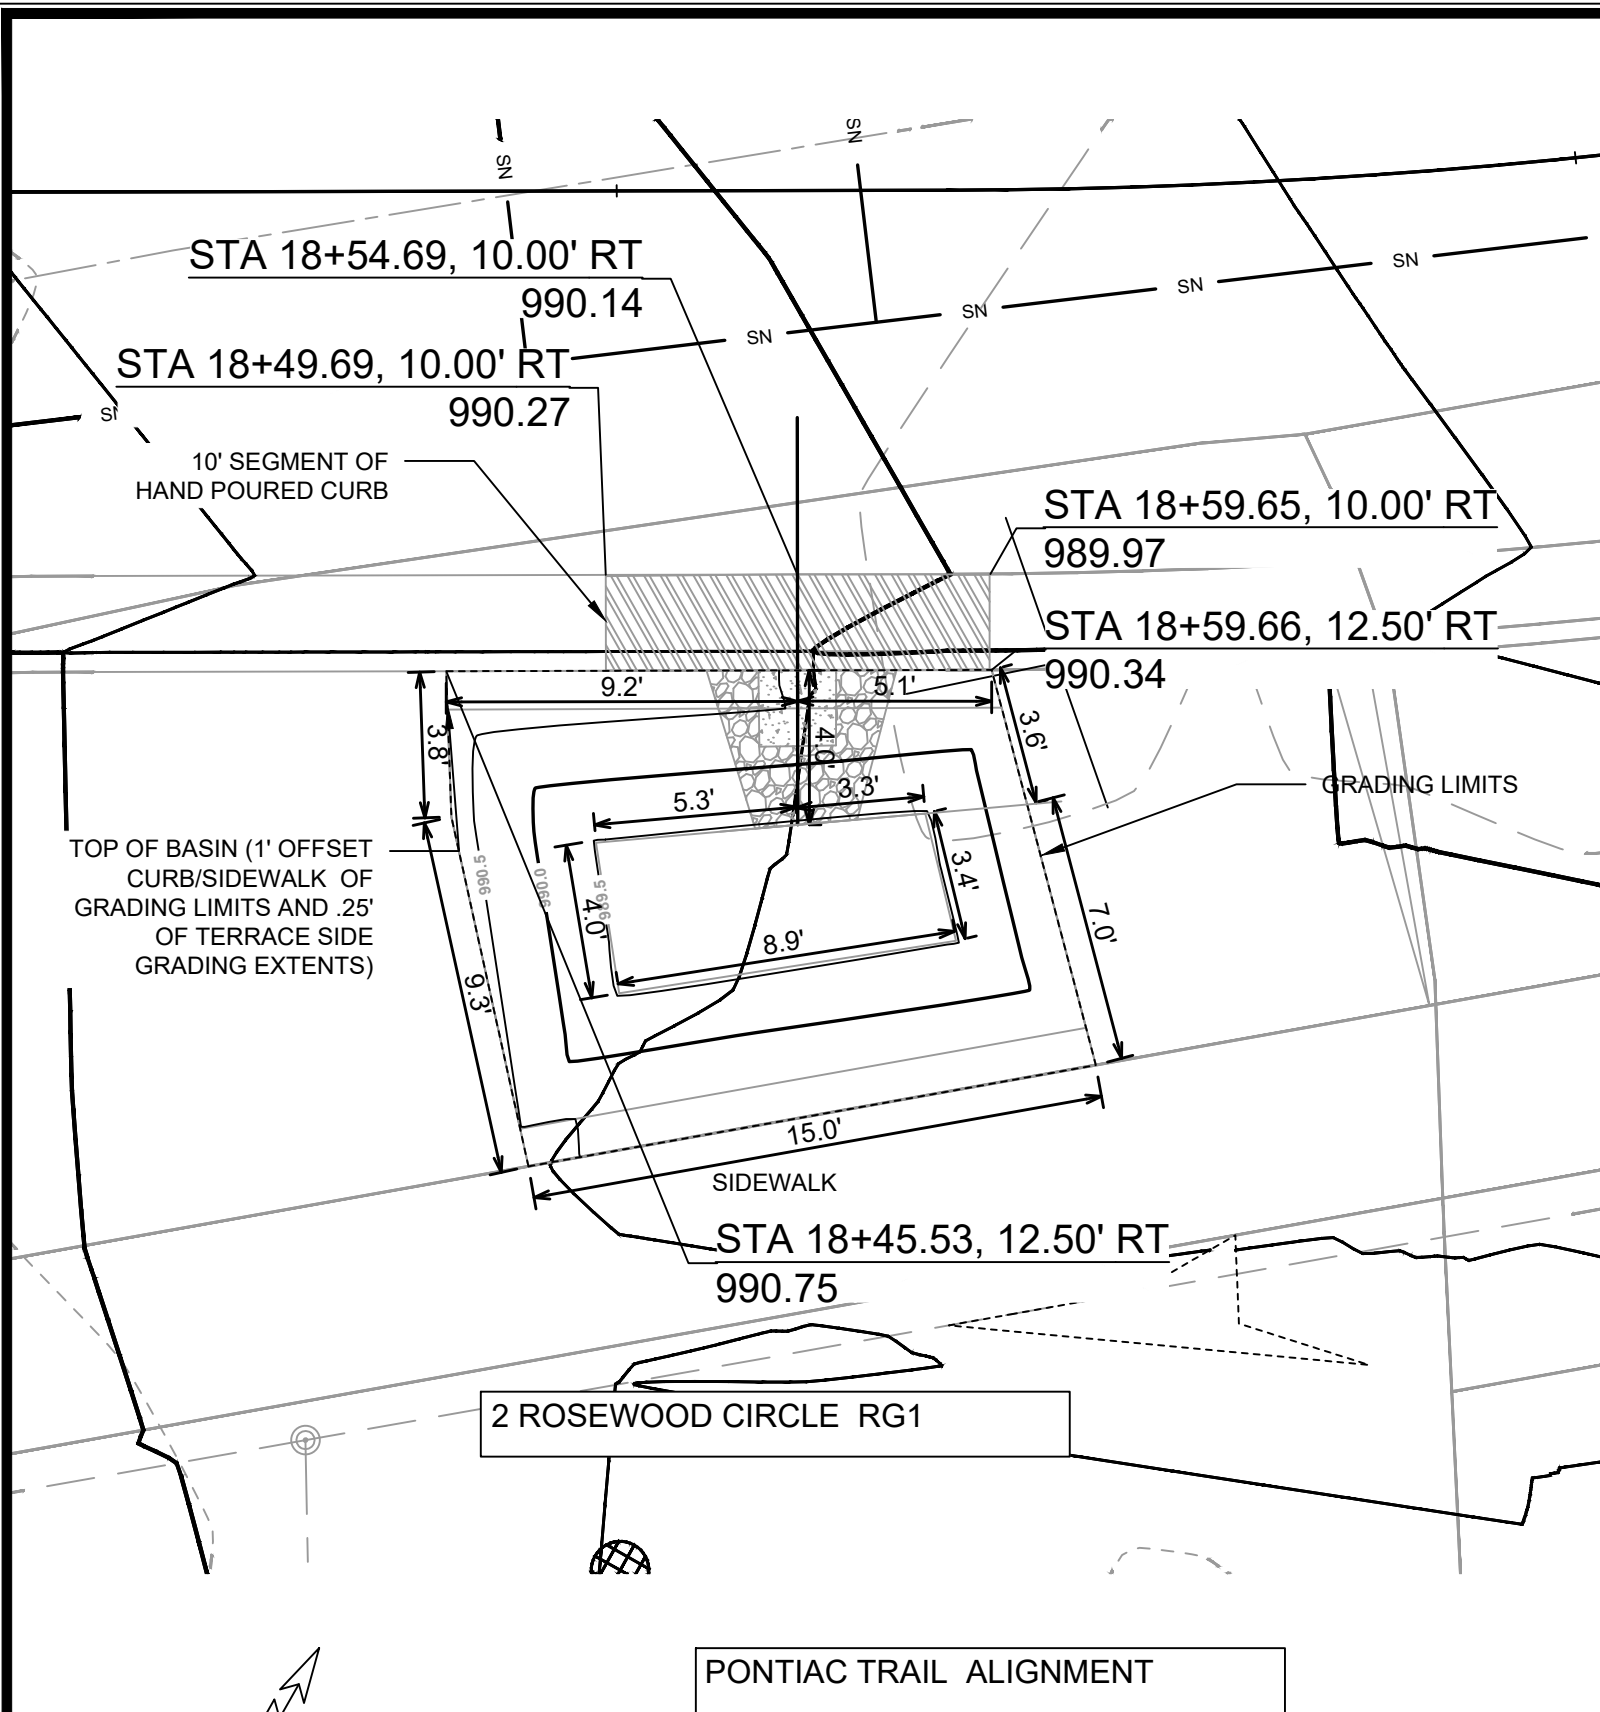 SN
SN
STA 18+54.69, 10.00' RT
990.14
SN
SN
SN
SN
STA 18+49.69, 10.00' RT
990.27
10' SEGMENT OF
HAND POURED CURB
STA 18+59.65, 10.00' RT
989.97
STA 18+59.66, 12.50' RT
990.34
9.2'
5.1'
3.8'
3.6'
4.0'
5.3'
3.3'
GRADING LIMITS
TOP OF BASIN (1' OFFSET
CURB/SIDEWALK OF
GRADING LIMITS AND .25'
OF TERRACE SIDE
GRADING EXTENTS)
990.5
990.0
989.5
4.0'
3.4'
8.9'
7.0'
9.3'
15.0'
SIDEWALK
STA 18+45.53, 12.50' RT
990.75
2 ROSEWOOD CIRCLE RG1
PONTIAC TRAIL ALIGNMENT